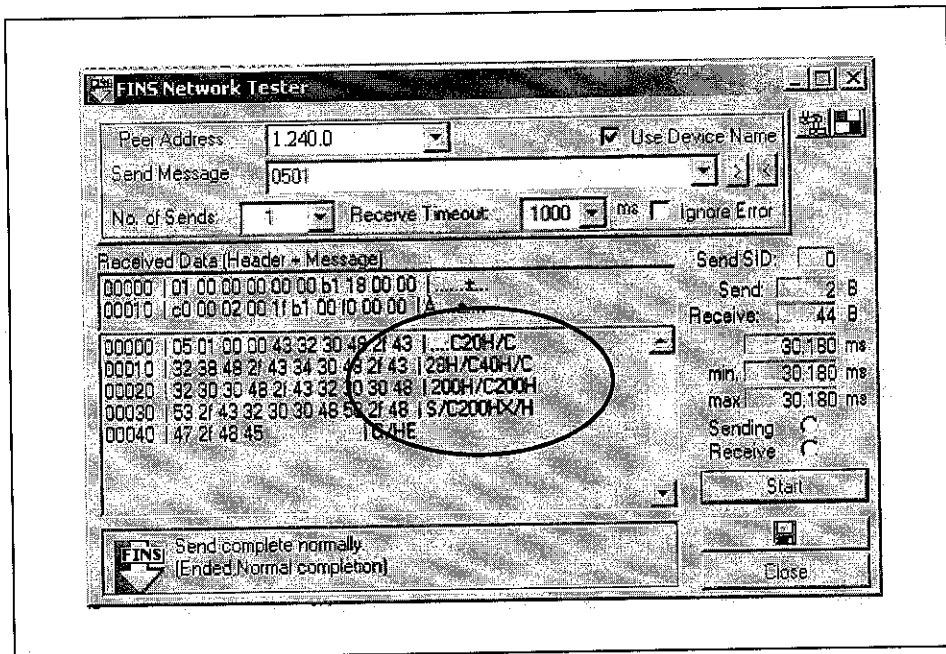 FINS Network Tester
Peer Address 1.240.0 Use Device Name
Send Message 0501
No. of Sends: 1 Receive Timeout: 1000 ms Ignore Error
Received Data (Header + Message)
00000 | 01 00 00 00 00 00 b1 18 00 00 |......±...
00010 | c0 00 02 00 1f b1 00 f0 00 00 |
00000 | 05 01 00 00 43 32 30 48 2f 43 |....C20H/C
00010 | 32 38 48 2f 43 34 30 48 2f 43 |28H/C40H/C
00020 | 32 30 30 48 2f 43 32 30 30 48 |200H/C200H
00030 | 53 2f 43 32 30 30 48 58 2f 48 |S/C200HX/H
00040 | 47 2f 48 45 |G/HE
Send SID: 0
Send: 2 B
Receive: 44 B
30.180 ms
min. 30.180 ms
max 30.180 ms
Sending
Receive
Start
FINS
Send complete normally
(Ended Normal completion)
Close